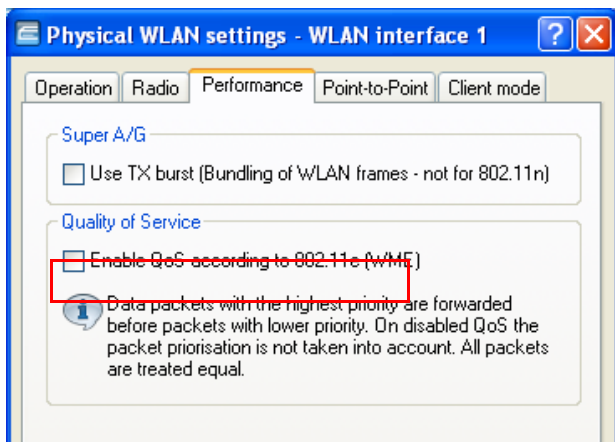 Physical WLAN settings - WLAN interface 1
Operation Radio Performance Point-to-Point Client mode
Super A/G
Use TX burst (Bundling of WLAN frames - not for 802.11n)
Quality of Service
Enable QoS according to 802.11e (WME)
Data packets with the highest priority are forwarded
before packets with lower priority. On disabled QoS the
packet priorisation is not taken into account. All packets
are treated equal.